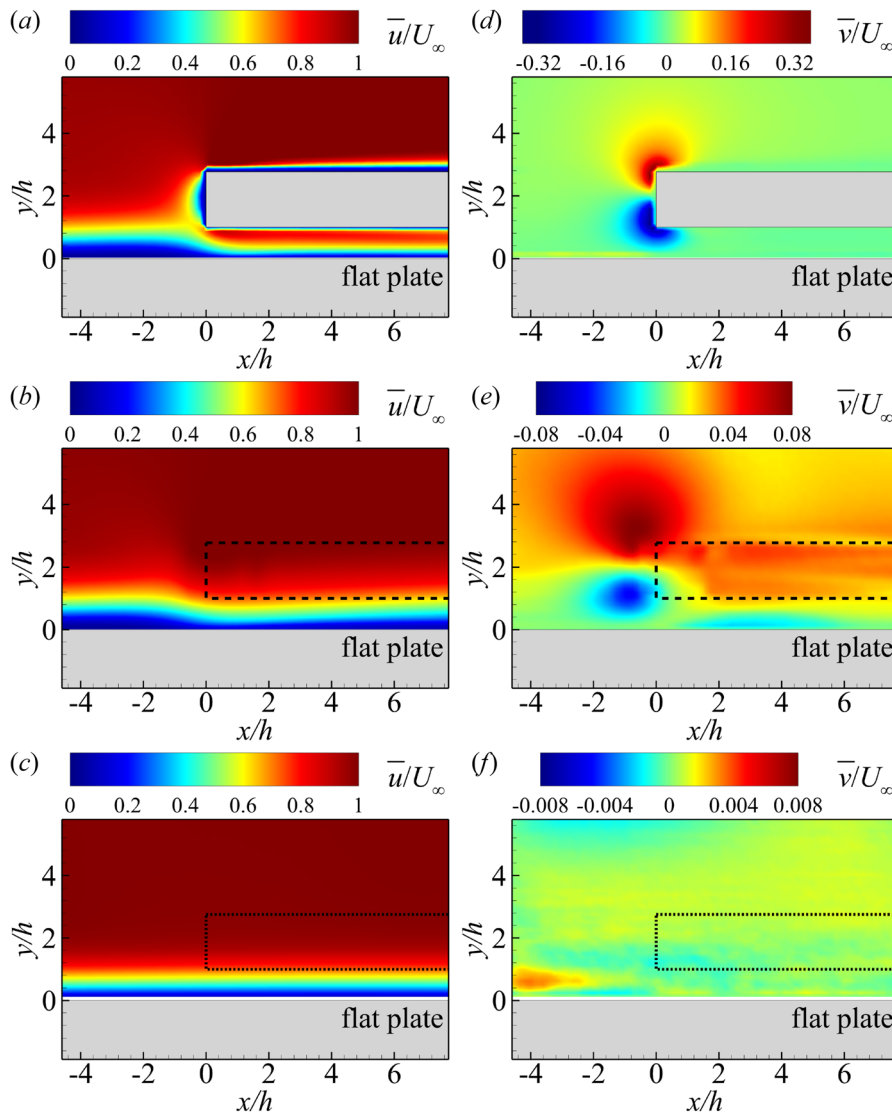 (a) u̅/U∞ (d) v̅/U∞
0 0.2 0.4 0.6 0.8 1 -0.32 -0.16 0 0.16 0.32
y/h 4 2 0 y/h 4 2 0
flat plate flat plate
-4 -2 0 2 4 6 -4 -2 0 2 4 6
x/h x/h
(b) u̅/U∞ (e) v̅/U∞
0 0.2 0.4 0.6 0.8 1 -0.08 -0.04 0 0.04 0.08
y/h 4 2 0 y/h 4 2 0
flat plate flat plate
-4 -2 0 2 4 6 -4 -2 0 2 4 6
x/h x/h
(c) u̅/U∞ (f) v̅/U∞
0 0.2 0.4 0.6 0.8 1 -0.008 -0.004 0 0.004 0.008
y/h 4 2 0 y/h 4 2 0
flat plate flat plate
-4 -2 0 2 4 6 -4 -2 0 2 4 6
x/h x/h